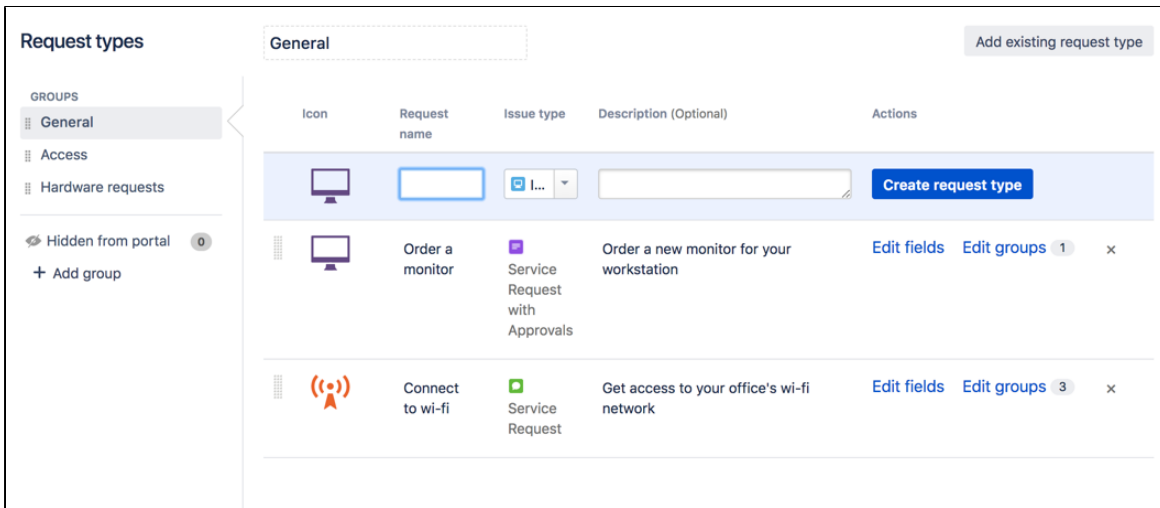 Request types
General
Add existing request type
GROUPS
General
Access
Hardware requests
Hidden from portal 0
+ Add group
Icon
Request
name
Issue type
Description (Optional)
Actions
I...
Create request type
Order a
monitor
Service
Request
with
Approvals
Order a new monitor for your
workstation
Edit fields
Edit groups 1
×
Connect
to wi-fi
Service
Request
Get access to your office's wi-fi
network
Edit fields
Edit groups 3
×